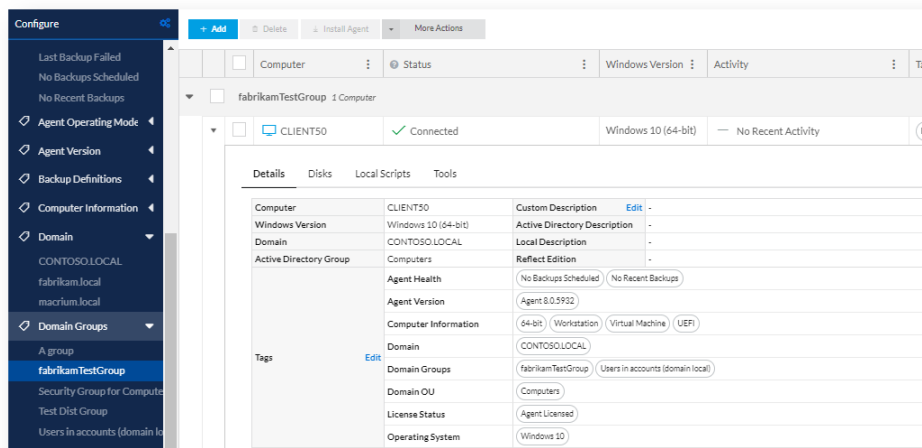 Configure
Last Backup Failed
No Backups Scheduled
No Recent Backups
Agent Operating Mode
Agent Version
Backup Definitions
Computer Information
Domain
CONTOSO.LOCAL
fabrikam.local
macrium.local
Domain Groups
A group
fabrikamTestGroup
Security Group for Compute
Test Dist Group
Users in accounts (domain lo
+ Add Delete Install Agent More Actions
Computer Status Windows Version Activity
fabrikamTestGroup 1 Computer
CLIENT50 Connected Windows 10 (64-bit) No Recent Activity
Details Disks Local Scripts Tools
Computer CLIENT50 Custom Description Edit -
Windows Version Windows 10 (64-bit) Active Directory Description -
Domain CONTOSO.LOCAL Local Description -
Active Directory Group Computers Reflect Edition -
Tags Edit
Agent Health No Backups Scheduled No Recent Backups
Agent Version Agent 8.0.5932
Computer Information 64-bit Workstation Virtual Machine UEFI
Domain CONTOSO.LOCAL
Domain Groups fabrikamTestGroup Users in accounts (domain local)
Domain OU Computers
License Status Agent Licensed
Operating System Windows 10